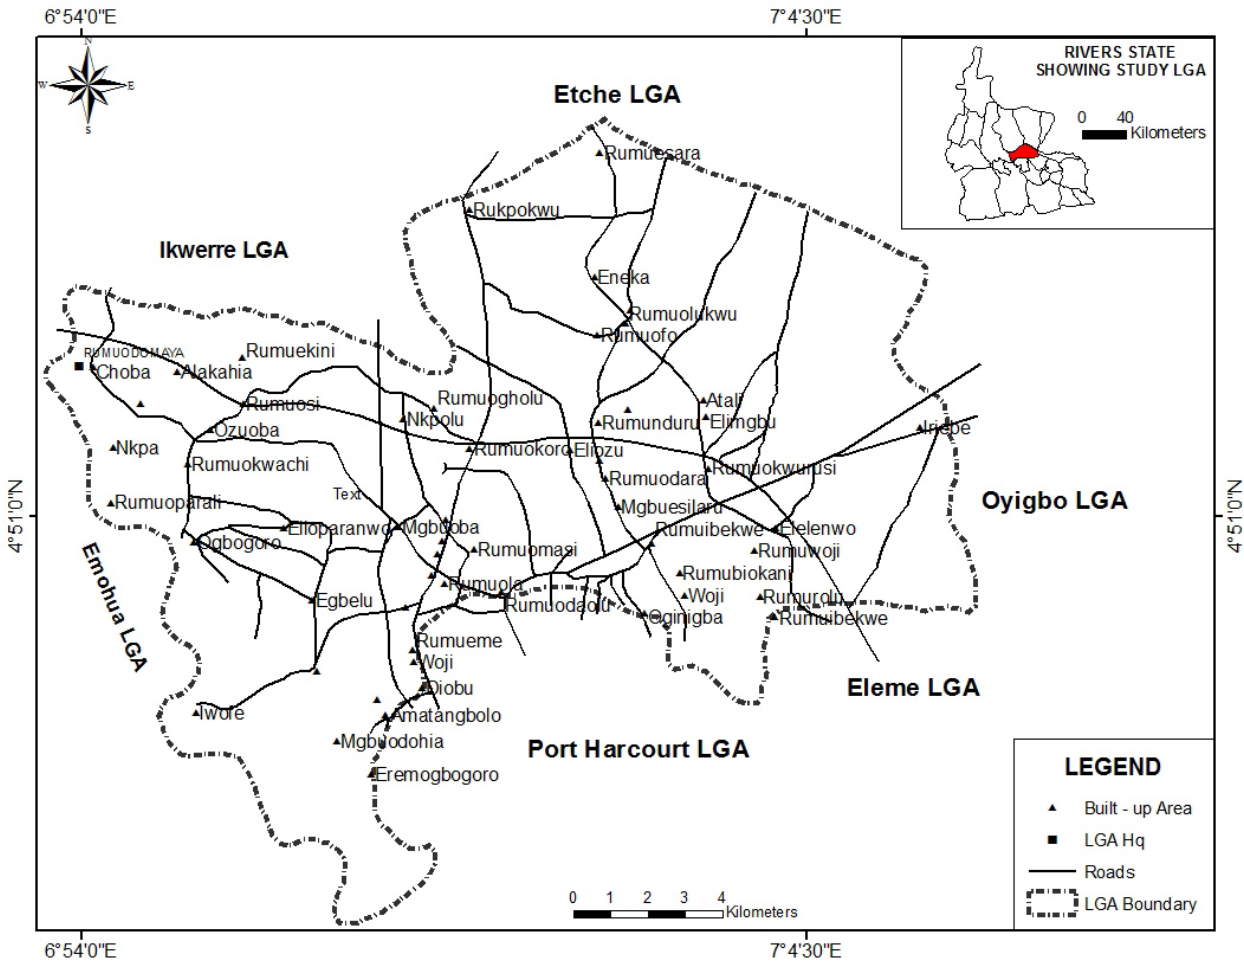 6°54'0"E
7°4'30"E
N
W
E
S
RIVERS STATE
SHOWING STUDY LGA
0 40
Kilometers
Etche LGA
Rumuesara
Rukpokwu
Ikwerre LGA
Eneka
Rumuolukwu
Rumuofo
RUMUODOMAYA
Rumuekini
Choba
Alakahia
Rumuosi
Rumuogholu
Atali
Nkpolu
Rumunduru
Elimgbu
Iriebe
Ozuoba
Nkpa
Rumuokoro
Eliozu
Rumuokwachi
Rumuokwurusi
Rumuodara
Text
Rumuoparali
Mgbuesilaru
Oyigbo LGA
4°51'0"N
4°51'0"N
Elioparanwo
Mgbuoba
Rumuibekwe
Elelenwo
Ogbogoro
Rumuomasi
Rumuwoji
Emohua LGA
Rumuola
Rumubiokani
Egbelu
Rumuodaolu
Woji
Rumurolu
Oginigba
Rumuibekwe
Rumueme
Woji
Diobu
Eleme LGA
Iwore
Amatangbolo
Mgbuodohia
Port Harcourt LGA
Eremogbogoro
LEGEND
Built - up Area
LGA Hq
Roads
LGA Boundary
0 1 2 3 4
Kilometers
6°54'0"E
7°4'30"E